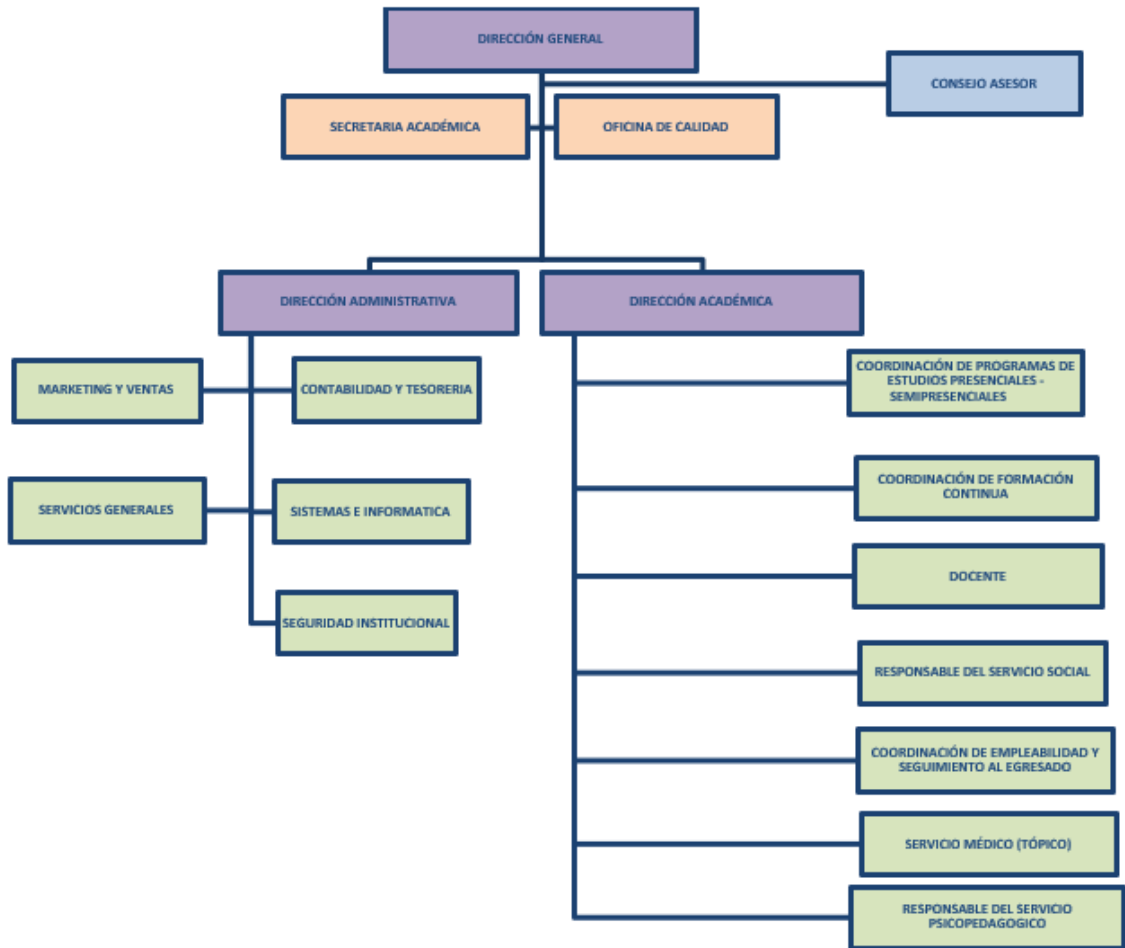 DIRECCIÓN GENERAL
CONSEJO ASESOR
SECRETARIA ACADÉMICA
OFICINA DE CALIDAD
DIRECCIÓN ADMINISTRATIVA
DIRECCIÓN ACADÉMICA
MARKETING Y VENTAS
CONTABILIDAD Y TESORERIA
SERVICIOS GENERALES
SISTEMAS E INFORMATICA
SEGURIDAD INSTITUCIONAL
COORDINACIÓN DE PROGRAMAS DE
ESTUDIOS PRESENCIALES -
SEMIPRESENCIALES
COORDINACIÓN DE FORMACIÓN
CONTINUA
DOCENTE
RESPONSABLE DEL SERVICIO SOCIAL
COORDINACIÓN DE EMPLEABILIDAD Y
SEGUIMIENTO AL EGRESADO
SERVICIO MÉDICO (TÓPICO)
RESPONSABLE DEL SERVICIO
PSICOPEDAGOGICO